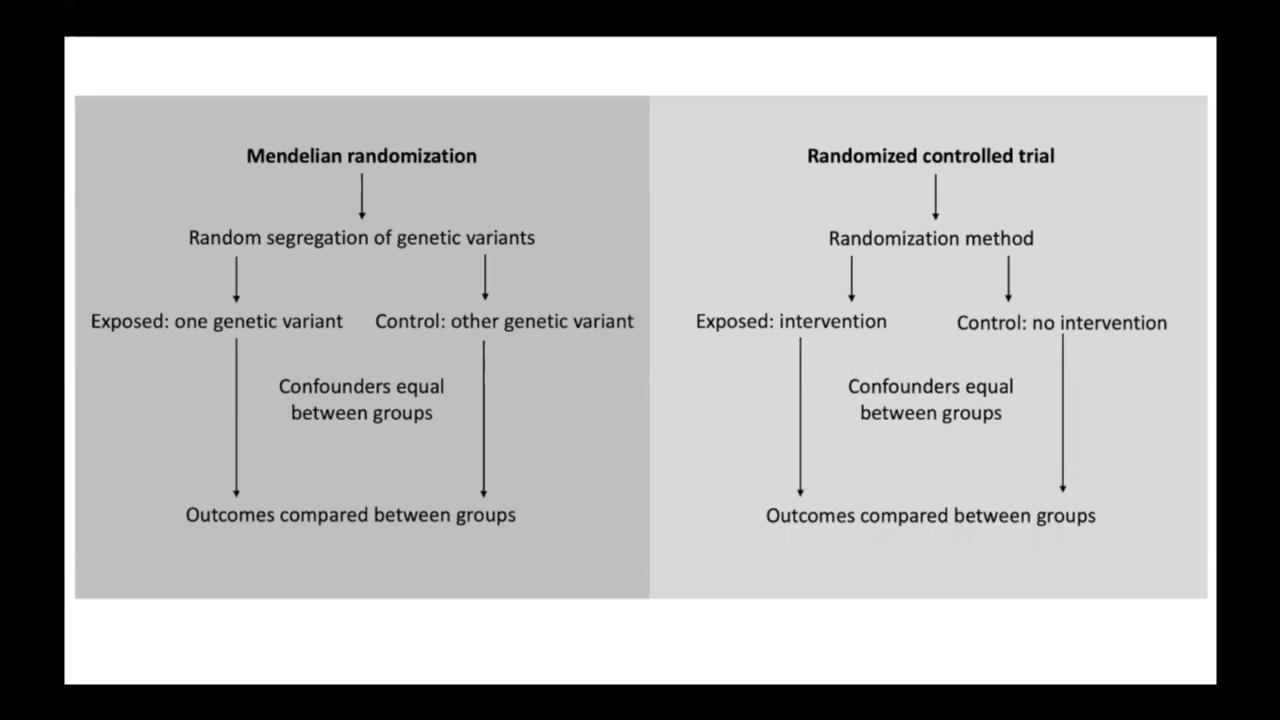 Mendelian randomization
Random segregation of genetic variants
Exposed: one genetic variant
Control: other genetic variant
Confounders equal
between groups
Outcomes compared between groups
Randomized controlled trial
Randomization method
Exposed: intervention
Control: no intervention
Confounders equal
between groups
Outcomes compared between groups